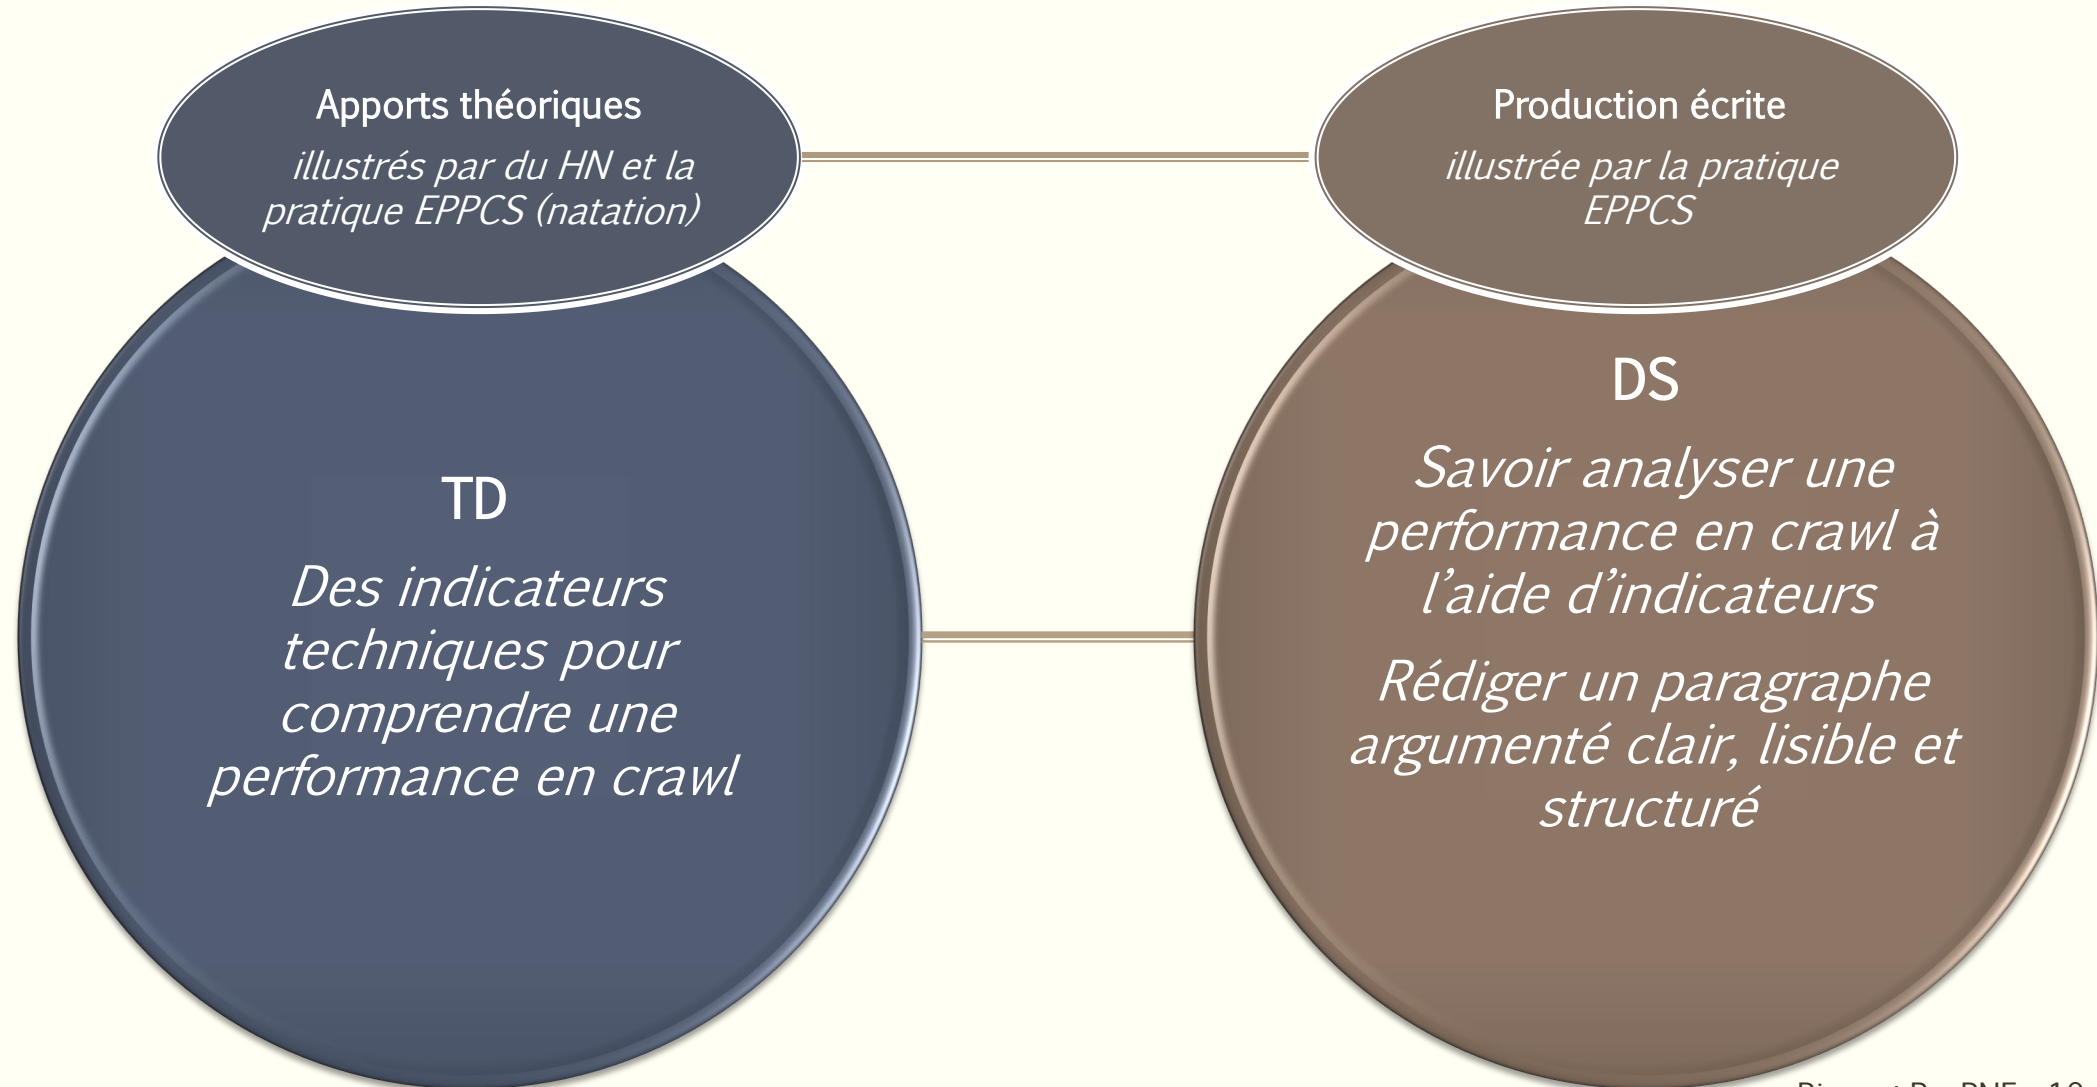 Apports théoriques
illustrés par du HN et la
pratique EPPCS (natation)
TD
Des indicateurs
techniques pour
comprendre une
performance en crawl
Production écrite
illustrée par la pratique
EPPCS
DS
Savoir analyser une
performance en crawl à
l’aide d’indicateurs
Rédiger un paragraphe
argumenté clair, lisible et
structuré